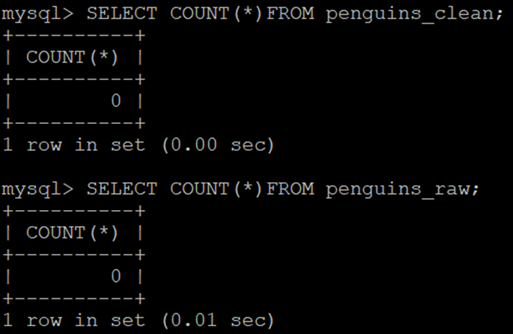 mysql> SELECT COUNT(*)FROM penguins_clean;
+----------+
| COUNT(*) |
+----------+
|        0 |
+----------+
1 row in set (0.00 sec)

mysql> SELECT COUNT(*)FROM penguins_raw;
+----------+
| COUNT(*) |
+----------+
|        0 |
+----------+
1 row in set (0.01 sec)